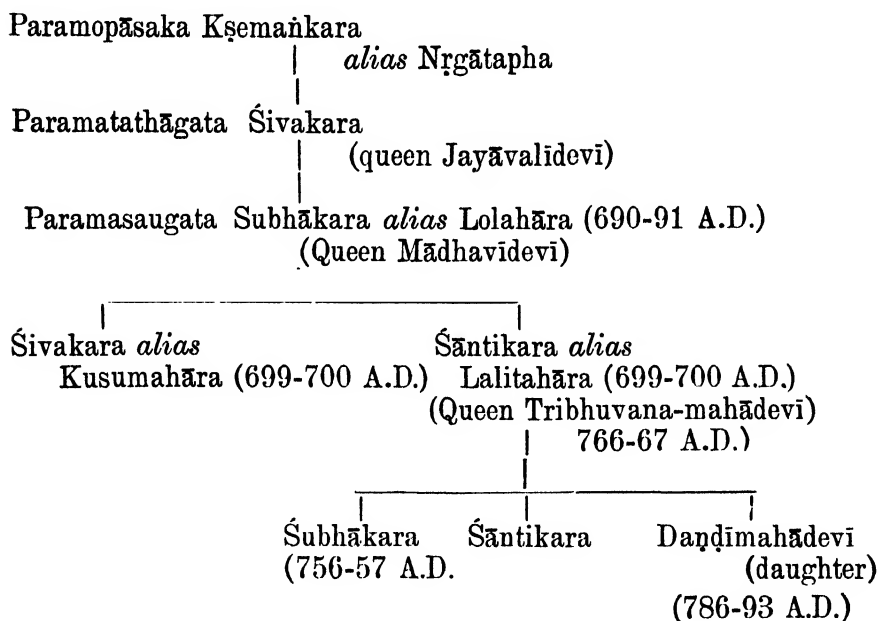 Paramopāsaka Kṣemaṅkara
alias Nṛgātapha
Paramatathāgata Śivakara
(queen Jayāvalīdevī)
Paramasaugata Subhākara alias Lolahāra (690-91 A.D.)
(Queen Mādhavīdevī)
Śivakara alias Śāntikara alias
Kusumahāra (699-700 A.D.) Lalitahāra (699-700 A.D.)
(Queen Tribhuvana-mahādevī)
766-67 A.D.)
Śubhākara Śāntikara Daṇḍīmahādevī
(756-57 A.D. (daughter)
(786-93 A.D.)